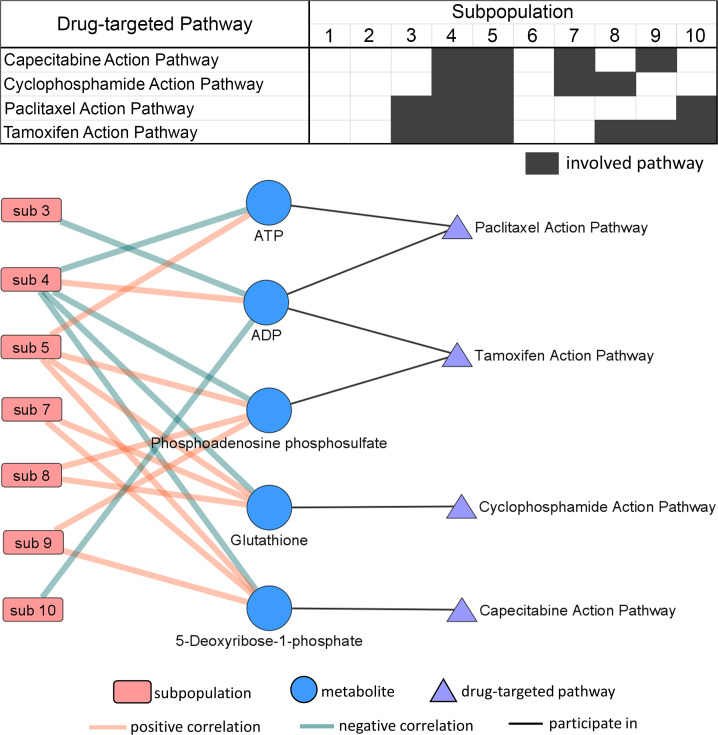 Drug-targeted Pathway
Subpopulation
1 2 3 4 5 6 7 8 9 10
Capecitabine Action Pathway
Cyclophosphamide Action Pathway
Paclitaxel Action Pathway
Tamoxifen Action Pathway
involved pathway
sub 3
ATP
Paclitaxel Action Pathway
sub 4
ADP
sub 5
Tamoxifen Action Pathway
sub 7
Phosphoadenosine phosphosulfate
sub 8
Glutathione
Cyclophosphamide Action Pathway
sub 9
sub 10
5-Deoxyribose-1-phosphate
Capecitabine Action Pathway
subpopulation
metabolite
drug-targeted pathway
positive correlation
negative correlation
participate in